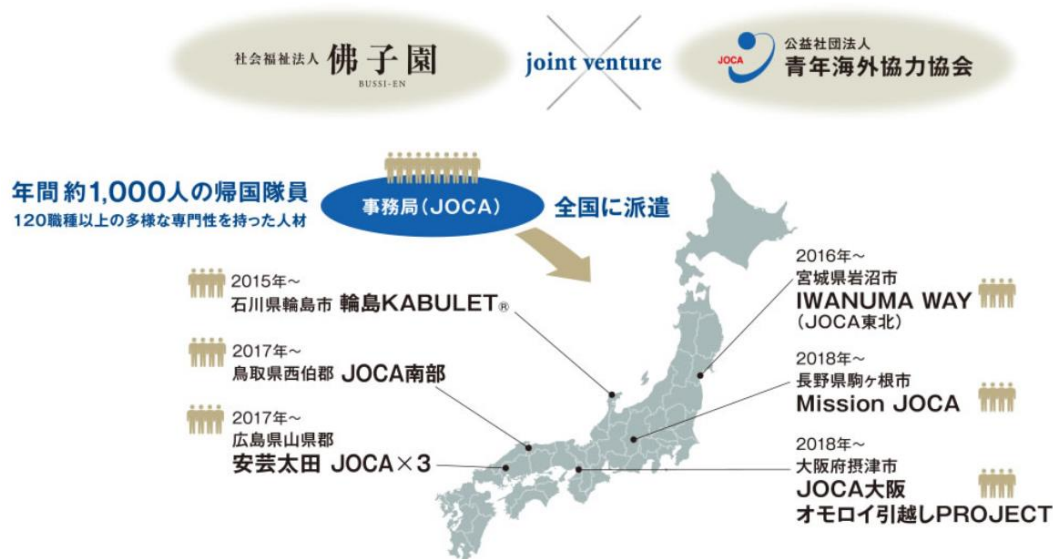 社会福祉法人 佛子園
BUSSI-EN
joint venture
JOCA
公益社団法人
青年海外協力協会
年間 約1,000人の帰国隊員
120職種以上の多様な専門性を持った人材
事務局(JOCA)
全国に派遣
2015年～
石川県輪島市 輪島KABULET®
2017年～
鳥取県西伯郡 JOCA南部
2017年～
広島県山県郡
安芸太田 JOCA×3
2016年～
宮城県岩沼市
IWANUMA WAY
(JOCA東北)
2018年～
長野県駒ヶ根市
Mission JOCA
2018年～
大阪府摂津市
JOCA大阪
オモロイ引越しPROJECT